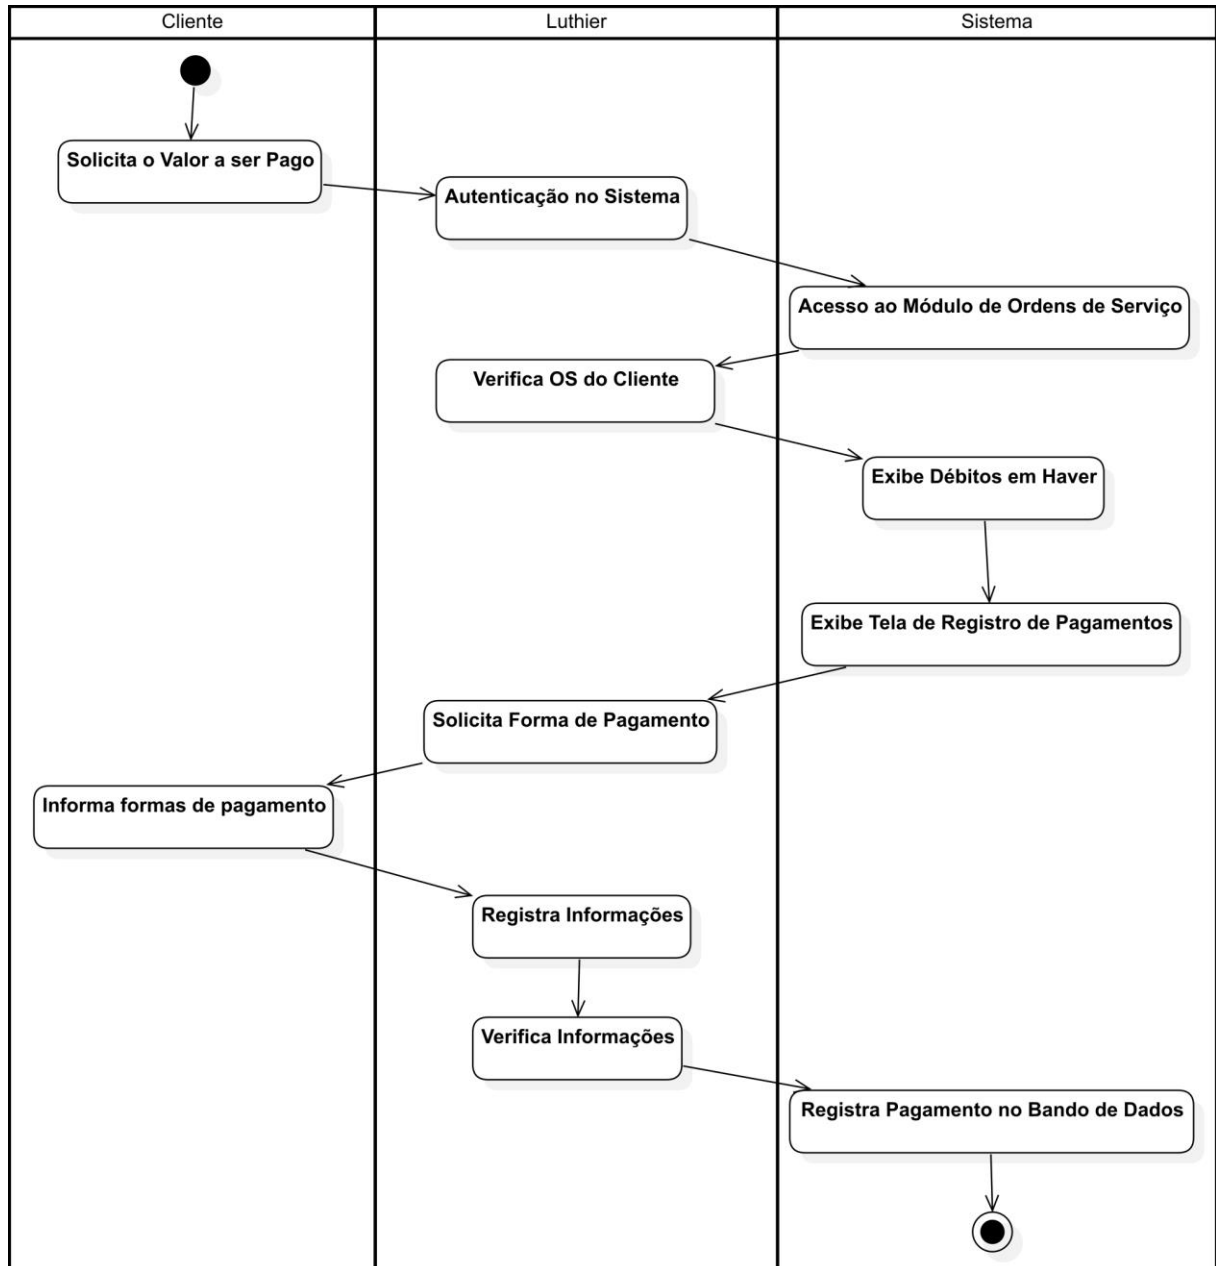 Cliente
Luthier
Sistema
Solicita o Valor a ser Pago
Autenticação no Sistema
Acesso ao Módulo de Ordens de Serviço
Verifica OS do Cliente
Exibe Débitos em Haver
Exibe Tela de Registro de Pagamentos
Solicita Forma de Pagamento
Informa formas de pagamento
Registra Informações
Verifica Informações
Registra Pagamento no Bando de Dados